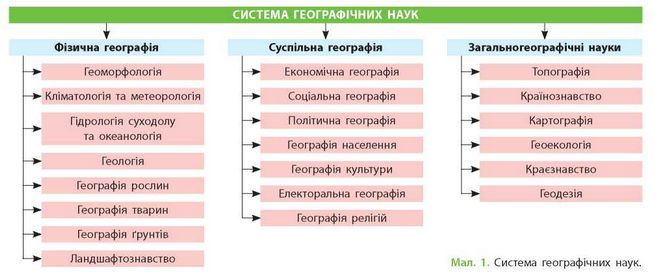 СИСТЕМА ГЕОГРАФІЧНИХ НАУК
Фізична географія
Геоморфологія
Кліматологія та метеорологія
Гідрологія суходолу
та океанологія
Геологія
Географія рослин
Географія тварин
Географія ґрунтів
Ландшафтознавство
Суспільна географія
Економічна географія
Соціальна географія
Політична географія
Географія населення
Географія культури
Електоральна географія
Географія релігій
Загальногеографічні науки
Топографія
Країнознавство
Картографія
Геоекологія
Краєзнавство
Геодезія
Мал. 1. Система географічних наук.